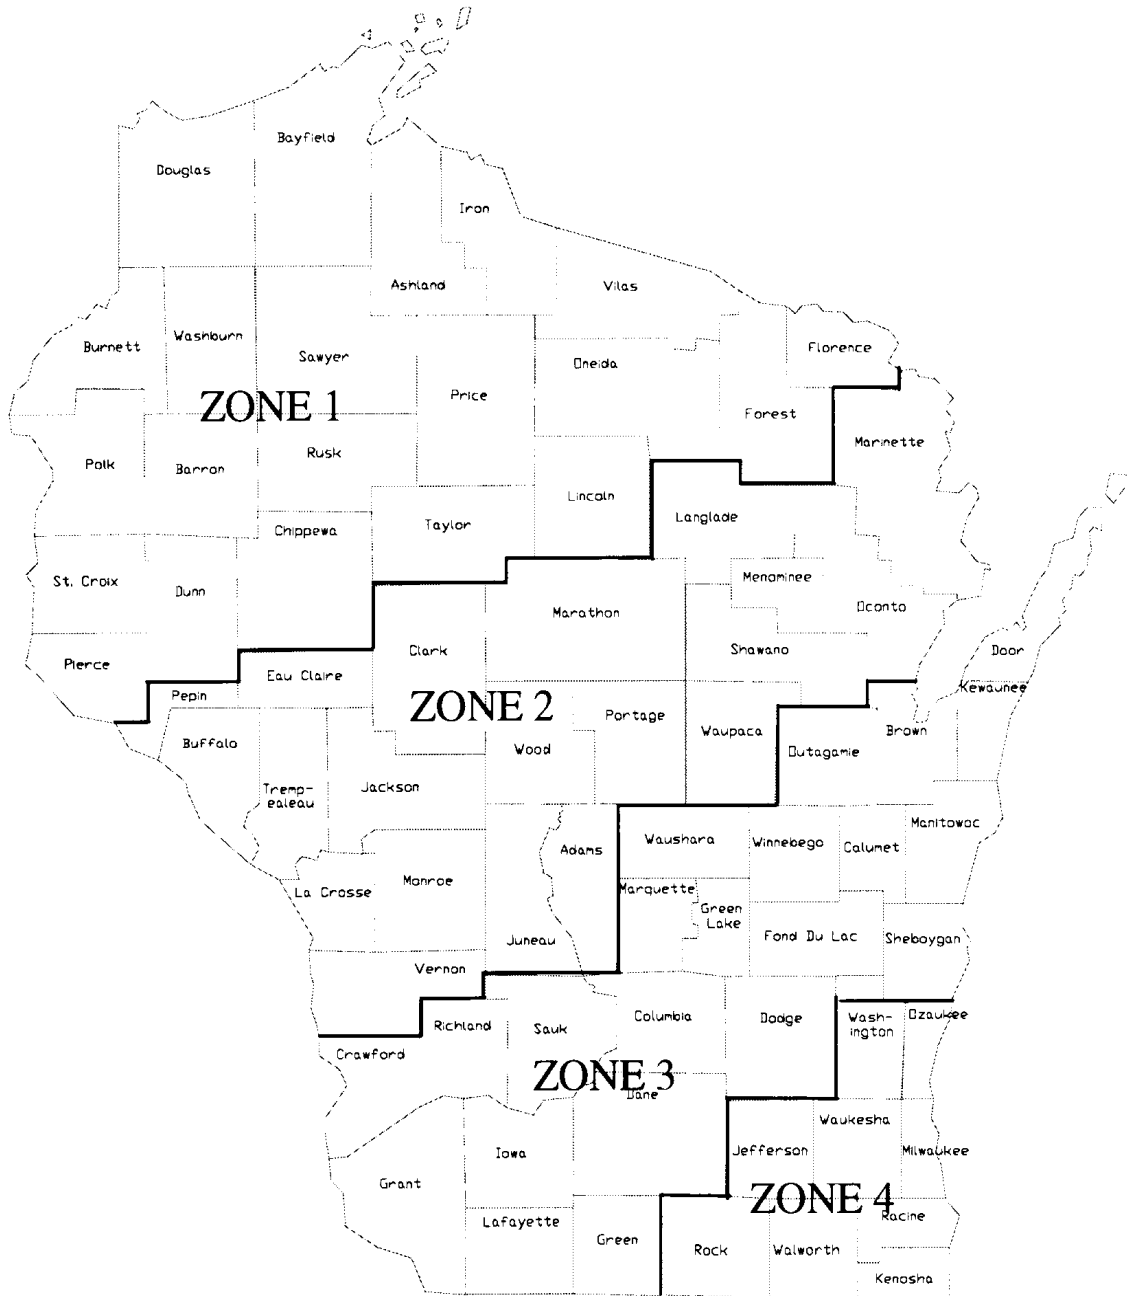 Bayfield
Douglas
Iron
Ashland
Vilas
Washburn
Burnett
Sawyer
Florence
Oneida
Price
ZONE 1
Forest
Marinette
Rusk
Polk
Barron
Lincoln
Langlade
Taylor
Chippewa
St. Croix
Dunn
Menominee
Marathon
Oconto
Clark
Shawano
Door
Pierce
Eau Claire
Pepin
Kewaunee
ZONE 2
Portage
Waupaca
Brown
Buffalo
Wood
Outagamie
Tremp-
ealeau
Jackson
Manitowoc
Adams
Waushara
Winnebego
Calumet
Monroe
La Crosse
Marquette
Green
Lake
Juneau
Fond Du Lac
Sheboygan
Vernon
Richland
Sauk
Columbia
Dodge
Wash-
ington
Ozaukee
Crawford
ZONE 3
Dane
Waukesha
Iowa
Jefferson
Milwaukee
Grant
ZONE 4
Lafayette
Racine
Green
Rock
Walworth
Kenosha